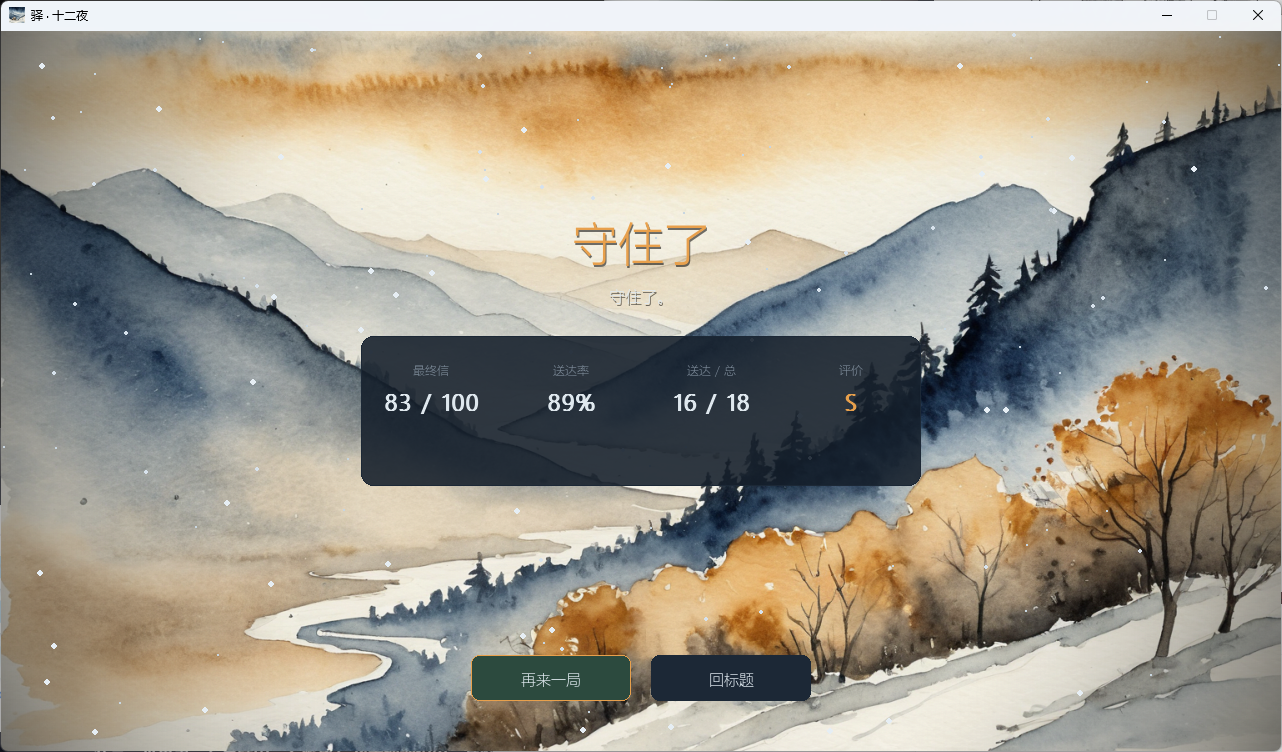 驿·十二夜
守住了
守住了。
最终信 送达率 送达 / 总 评价
83 / 100 89% 16 / 18 S
再来一局 回标题